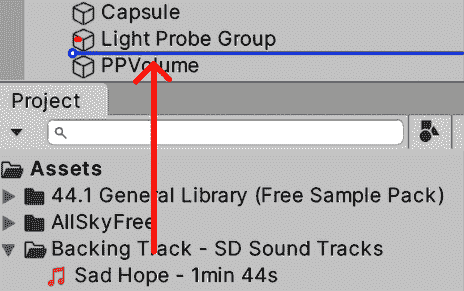 Capsule
Light Probe Group
PPVolume
Project
Assets
44.1 General Library (Free Sample Pack)
AllSkyFree
Backing Track - SD Sound Tracks
Sad Hope - 1min 44s